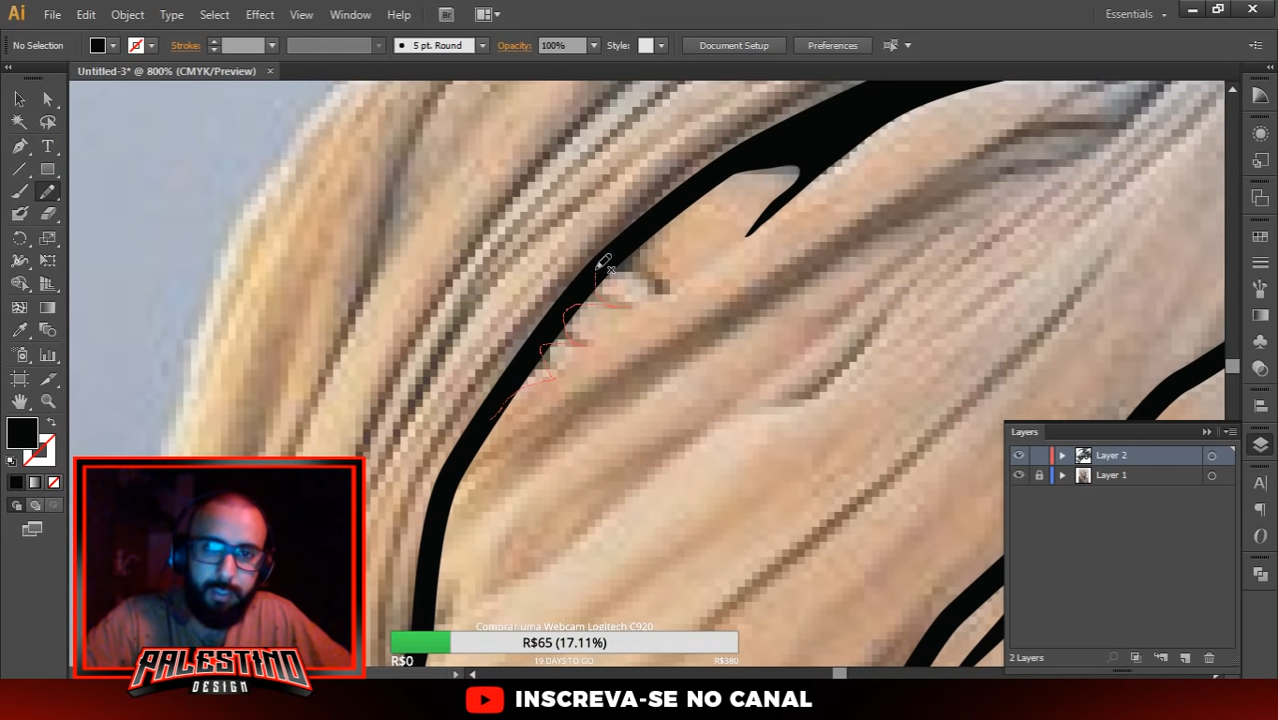 Ai File Edit Object Type Select Effect View Window Help Br Essentials
No Selection Stroke: 5 pt. Round Opacity: 100% Style: Document Setup Preferences
Untitled-3* @ 800% (CMYK/Preview)
Layers
Layer 2
Layer 1
Comprar uma Webcam Logitech C920
R$65 (17.11%)
R$0 19 DAYS TO GO R$380
2 Layers
PALESTINO
DESIGN
INSCREVA-SE NO CANAL